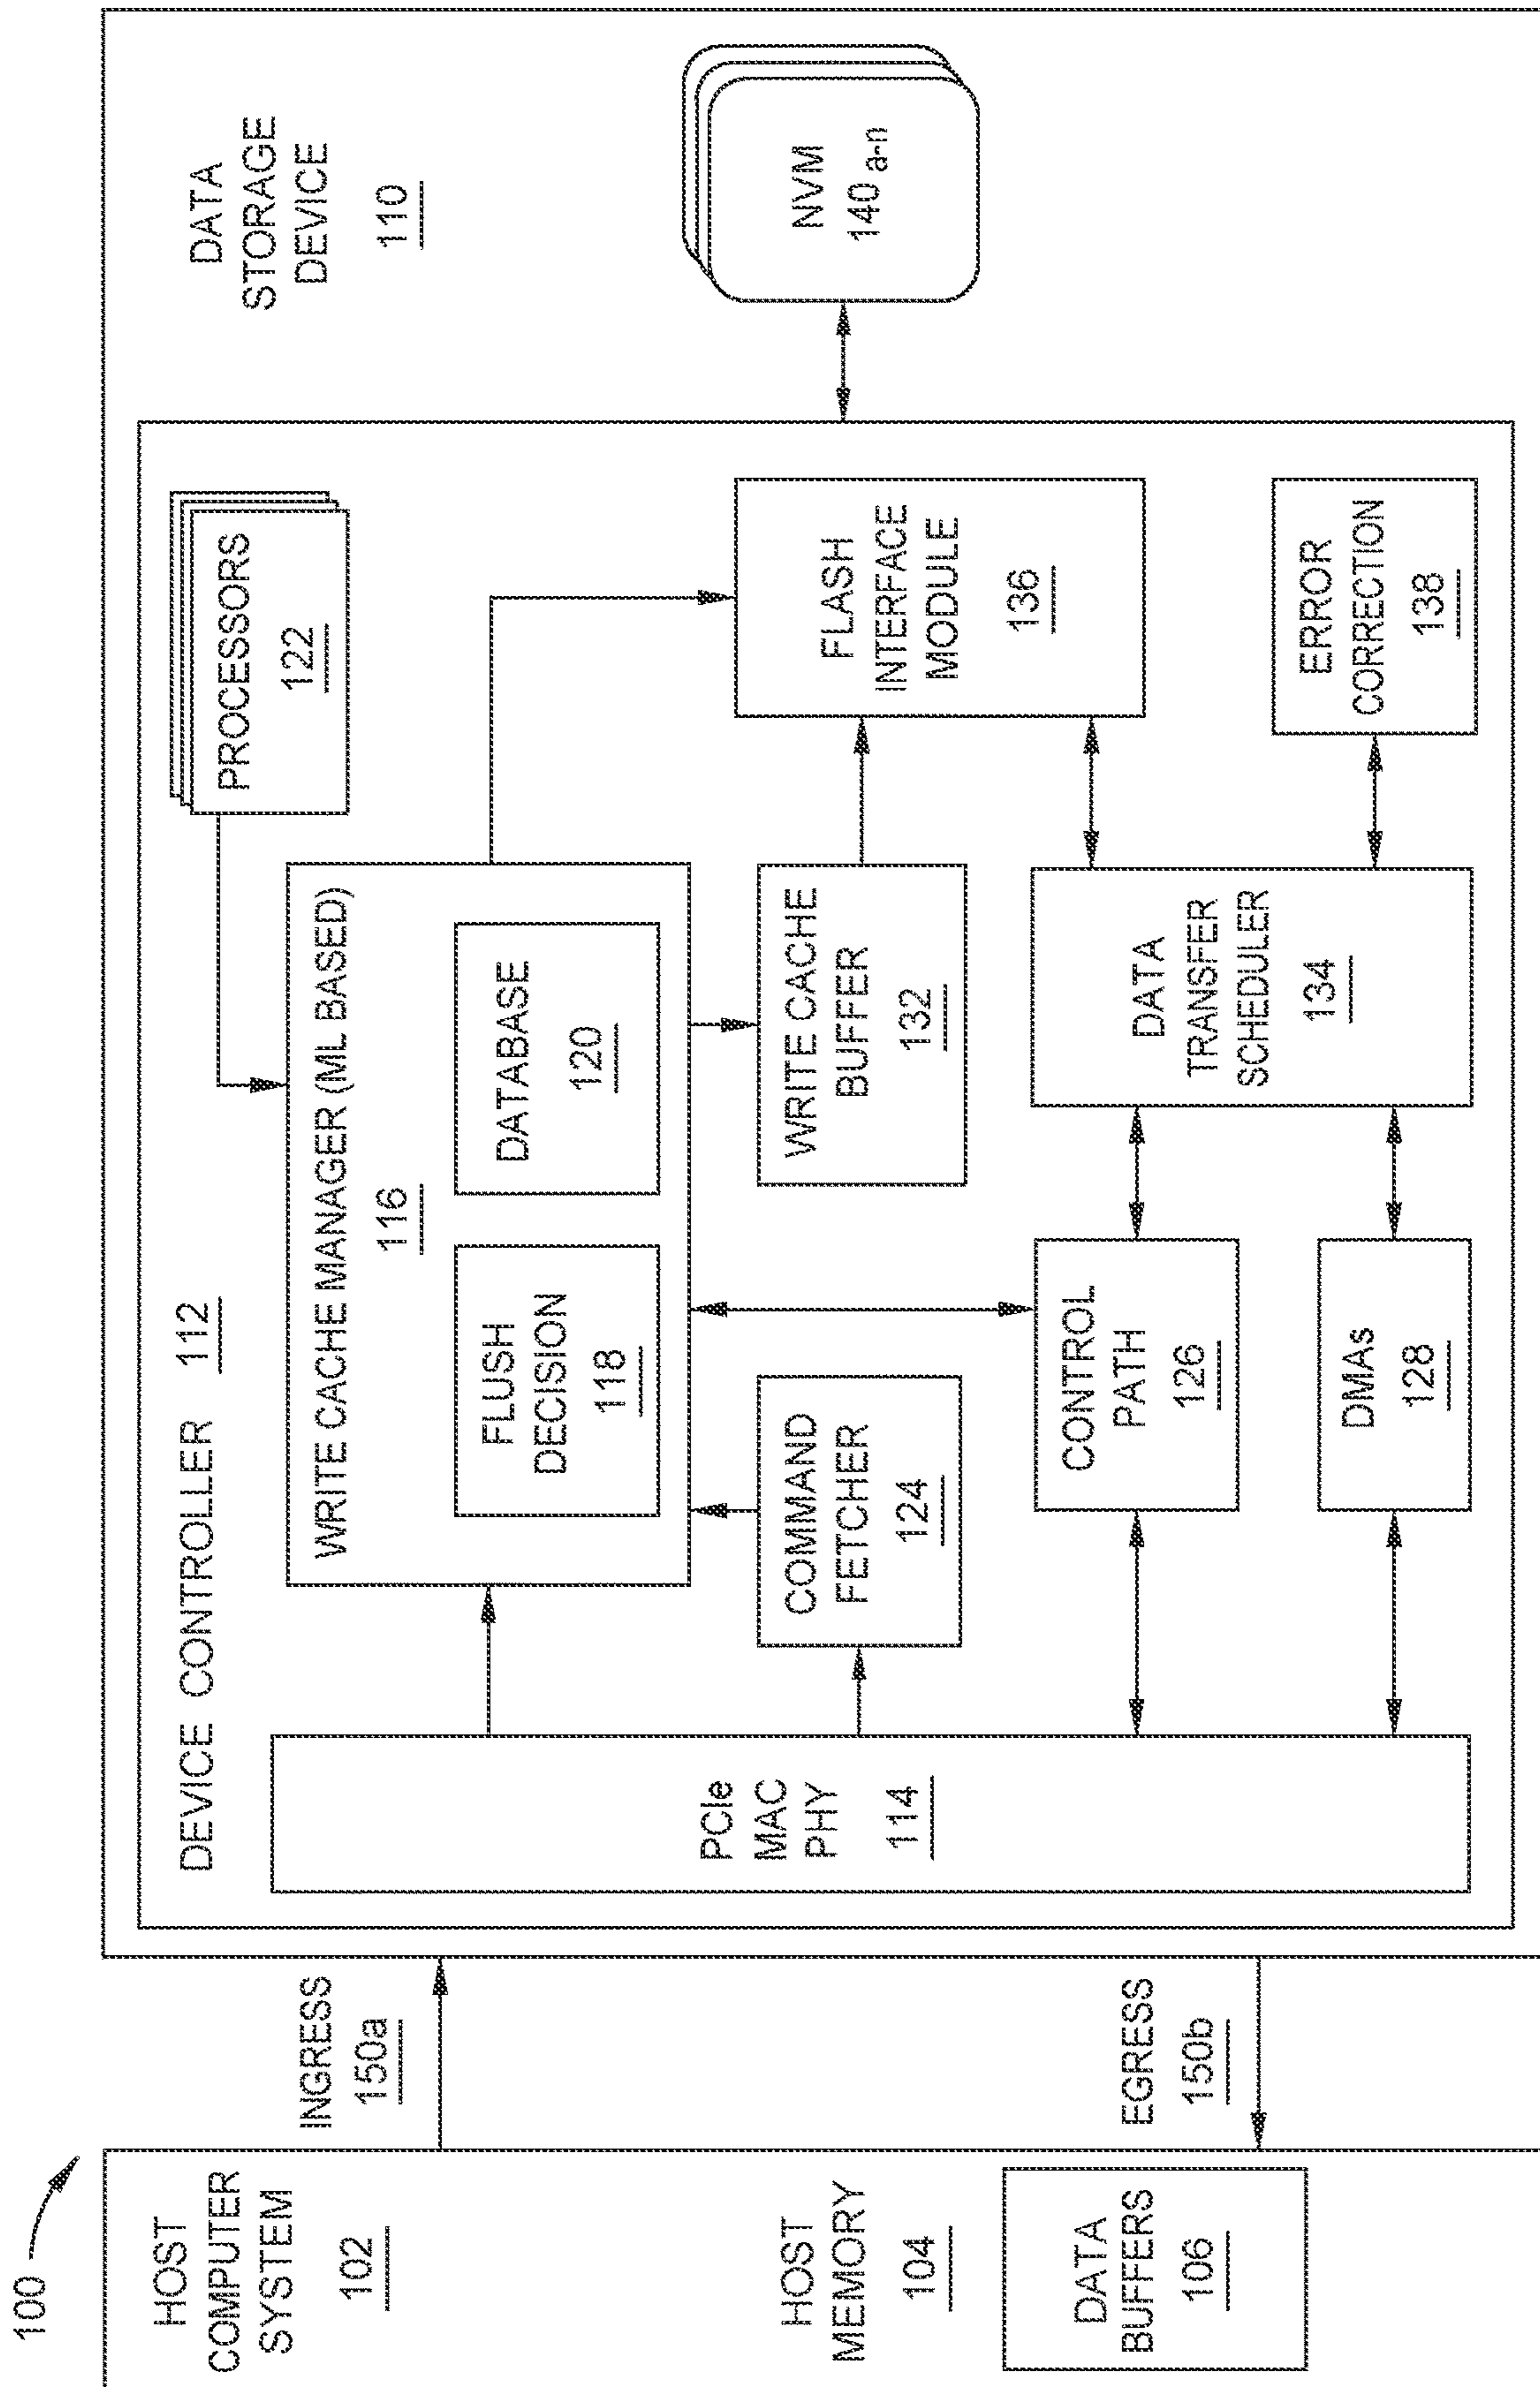 100
HOST
COMPUTER
SYSTEM
102
HOST
MEMORY
104
DATA
BUFFERS
106
INGRESS
150a
EGRESS
150b
DATA
STORAGE
DEVICE
110
DEVICE CONTROLLER 112
PCIe
MAC
PHY
114
WRITE CACHE MANAGER (ML BASED)
116
FLUSH
DECISION
118
DATABASE
120
PROCESSORS
122
COMMAND
FETCHER
124
WRITE CACHE
BUFFER
132
CONTROL
PATH
126
DMAs
128
DATA
TRANSFER
SCHEDULER
134
FLASH
INTERFACE
MODULE
136
ERROR
CORRECTION
138
NVM
140 a-n